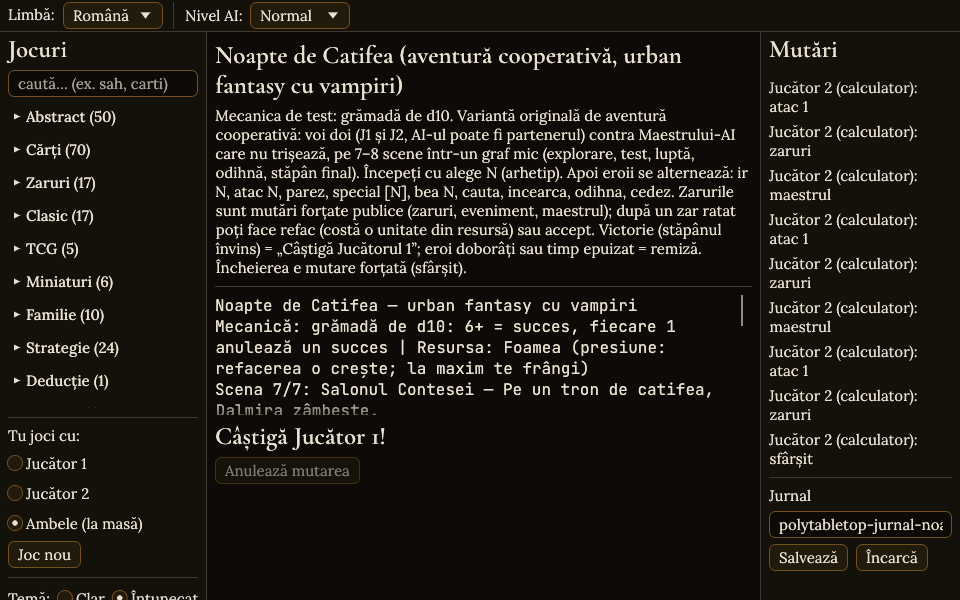 Limbă: Română Nivel AI: Normal
Jocuri
caută... (ex. sah, carti)
Abstract (50)
Cărți (70)
Zaruri (17)
Clasic (17)
TCG (5)
Miniaturi (6)
Familie (10)
Strategie (24)
Deducție (1)
Tu joci cu:
Jucător 1
Jucător 2
Ambele (la masă)
Joc nou
Temă: Clar Întunecat
Noapte de Catifea (aventură cooperativă, urban
fantasy cu vampiri)
Mecanica de test: grămadă de d10. Variantă originală de aventură
cooperativă: voi doi (J1 și J2, AI-ul poate fi partenerul) contra Maestrului-AI
care nu trișează, pe 7–8 scene într-un graf mic (explorare, test, luptă,
odihnă, stăpân final). Începeți cu alege N (arhetip). Apoi eroii se alternează: ir
N, atac N, parez, special [N], bea N, cauta, incearca, odihna, cedez. Zarurile
sunt mutări forțate publice (zaruri, eveniment, maestrul); după un zar ratat
poți face refac (costă o unitate din resursă) sau accept. Victorie (stăpânul
învins) = „Câștigă Jucătorul 1”; eroi doborâți sau timp epuizat = remiză.
Încheierea e mutare forțată (sfârșit).
Noapte de Catifea — urban fantasy cu vampiri
Mecanică: grămadă de d10: 6+ = succes, fiecare 1
anulează un succes | Resursa: Foamea (presiune:
refacerea o crește; la maxim te frângi)
Scena 7/7: Salonul Contesei — Pe un tron de catifea,
Dalmira zâmbește.
Câștigă Jucător 1!
Anulează mutarea
Mutări
Jucător 2 (calculator):
atac 1
Jucător 2 (calculator):
zaruri
Jucător 2 (calculator):
maestrul
Jucător 2 (calculator):
atac 1
Jucător 2 (calculator):
zaruri
Jucător 2 (calculator):
maestrul
Jucător 2 (calculator):
atac 1
Jucător 2 (calculator):
zaruri
Jucător 2 (calculator):
sfârșit
Jurnal
polytabletop-jurnal-noa
Salvează Încarcă